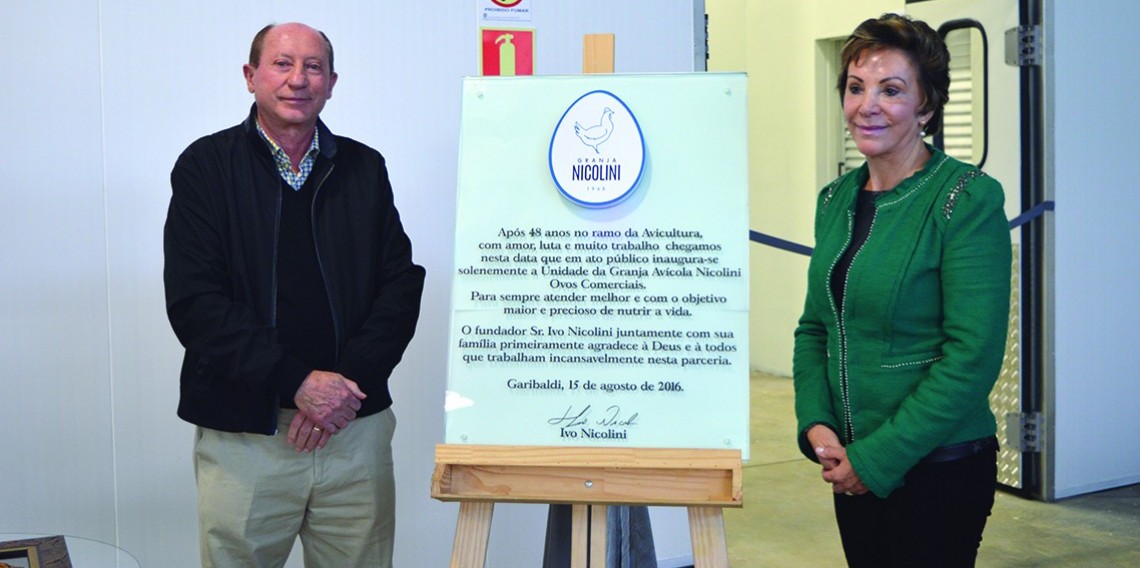 PROIBIDO FUMAR
GRANJA
NICOLINI
1968
Após 48 anos no ramo da Avicultura,
com amor, luta e muito trabalho chegamos
nesta data que em ato público inaugura-se
solenemente a Unidade da Granja Avícola Nicolini
Ovos Comerciais.
Para sempre atender melhor e com o objetivo
maior e precioso de nutrir a vida.
O fundador Sr. Ivo Nicolini juntamente com sua
família primeiramente agradece à Deus e à todos
que trabalham incansavelmente nesta parceria.
Garibaldi, 15 de agosto de 2016.
Ivo Nicolini